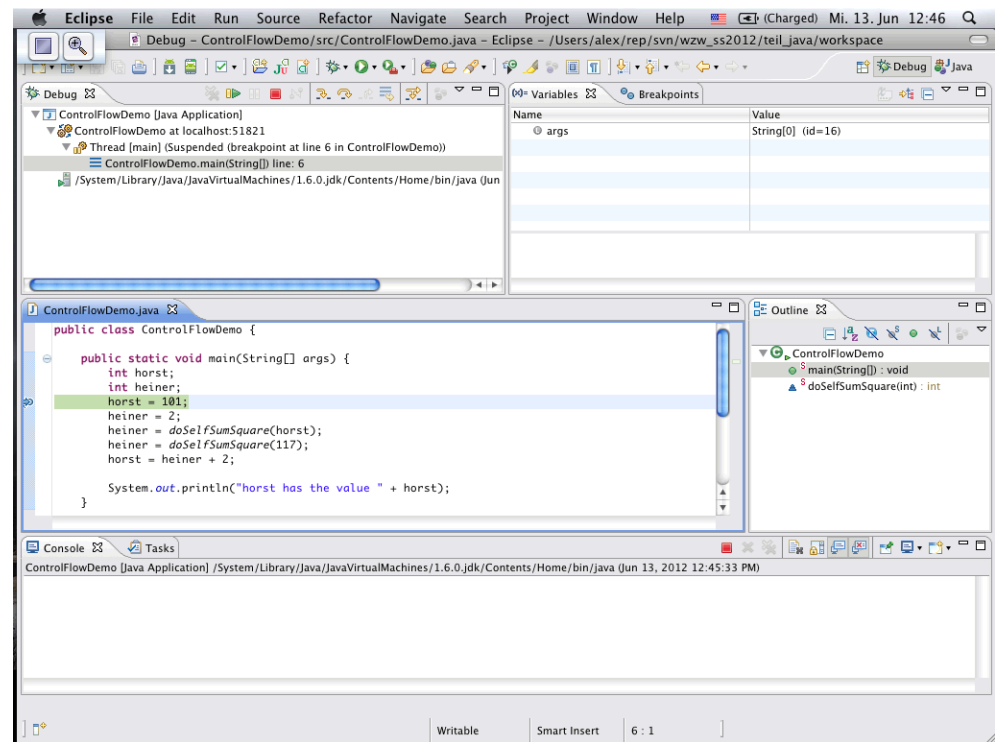 Eclipse File Edit Run Source Refactor Navigate Search Project Window Help (Charged) Mi. 13. Jun 12:46
Debug - ControlFlowDemo/src/ControlFlowDemo.java - Eclipse - /Users/alex/rep/svn/wzw_ss2012/teil_java/workspace
Debug Java
Debug
ControlFlowDemo [Java Application]
ControlFlowDemo at localhost:51821
Thread [main] (Suspended (breakpoint at line 6 in ControlFlowDemo))
ControlFlowDemo.main(String[]) line: 6
/System/Library/Java/JavaVirtualMachines/1.6.0.jdk/Contents/Home/bin/java (Jun
(x)= Variables Breakpoints
Name Value
args String[0] (id=16)
ControlFlowDemo.java
public class ControlFlowDemo {
public static void main(String[] args) {
int horst;
int heiner;
horst = 101;
heiner = 2;
heiner = doSelfSumSquare(horst);
heiner = doSelfSumSquare(117);
horst = heiner + 2;
System.out.println("horst has the value " + horst);
}
Outline
ControlFlowDemo
main(String[]) : void
doSelfSumSquare(int) : int
Console Tasks
ControlFlowDemo [Java Application] /System/Library/Java/JavaVirtualMachines/1.6.0.jdk/Contents/Home/bin/java (Jun 13, 2012 12:45:33 PM)
Writable Smart Insert 6 : 1